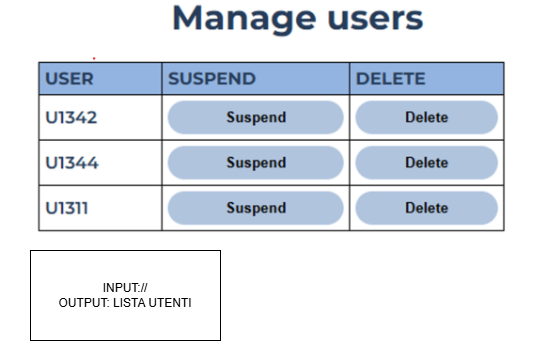 Manage users
USER SUSPEND DELETE
U1342 Suspend Delete
U1344 Suspend Delete
U1311 Suspend Delete
INPUT://
OUTPUT: LISTA UTENTI